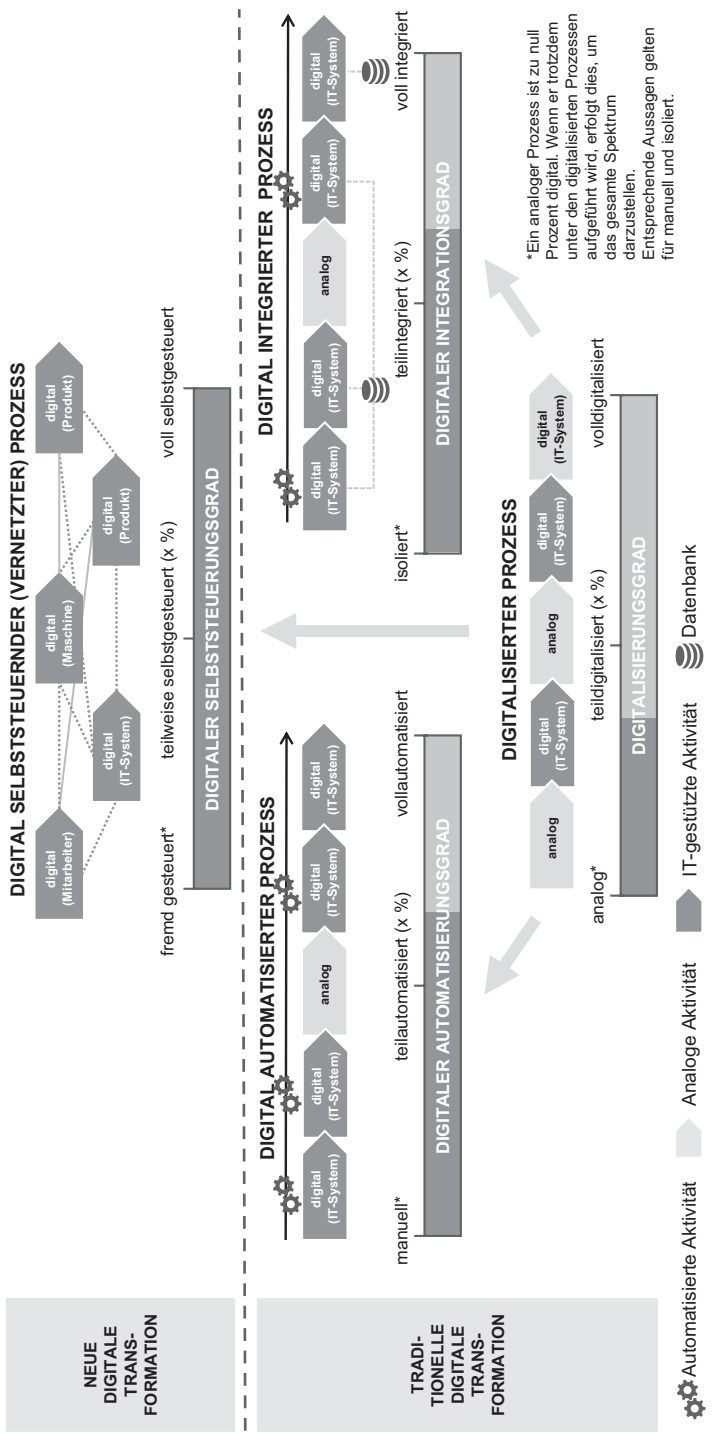 NEUE
DIGITALE
TRANS-
FORMATION
DIGITAL SELBSTSTEUERNDER (VERNETZTER) PROZESS
digital
(Mitarbeiter)
digital
(IT-System)
digital
(Maschine)
digital
(Produkt)
digital
(Produkt)
fremd gesteuert*
teilweise selbstgesteuert (x %)
voll selbstgesteuert
DIGITALER SELBSTSTEUERUNGSGRAD
TRADI-
TIONELLE
DIGITALE
TRANS-
FORMATION
DIGITAL AUTOMATISIERTER PROZESS
digital
(IT-System)
digital
(IT-System)
analog
digital
(IT-System)
digital
(IT-System)
manuell*
teilautomatisiert (x %)
vollautomatisiert
DIGITALER AUTOMATISIERUNGSGRAD
DIGITAL INTEGRIERTER PROZESS
digital
(IT-System)
digital
(IT-System)
analog
digital
(IT-System)
digital
(IT-System)
isoliert*
teilintegriert (x %)
voll integriert
DIGITALER INTEGRATIONSGRAD
DIGITALISIERTER PROZESS
analog
digital
(IT-System)
analog
digital
(IT-System)
digital
(IT-System)
analog*
teildigitalisiert (x %)
volldigitalisiert
DIGITALISIERUNGSGRAD
*Ein analoger Prozess ist zu null
Prozent digital. Wenn er trotzdem
unter den digitalisierten Prozessen
aufgeführt wird, erfolgt dies, um
das gesamte Spektrum
darzustellen.
Entsprechende Aussagen gelten
für manuell und isoliert.
Automatisierte Aktivität
Analoge Aktivität
IT-gestützte Aktivität
Datenbank